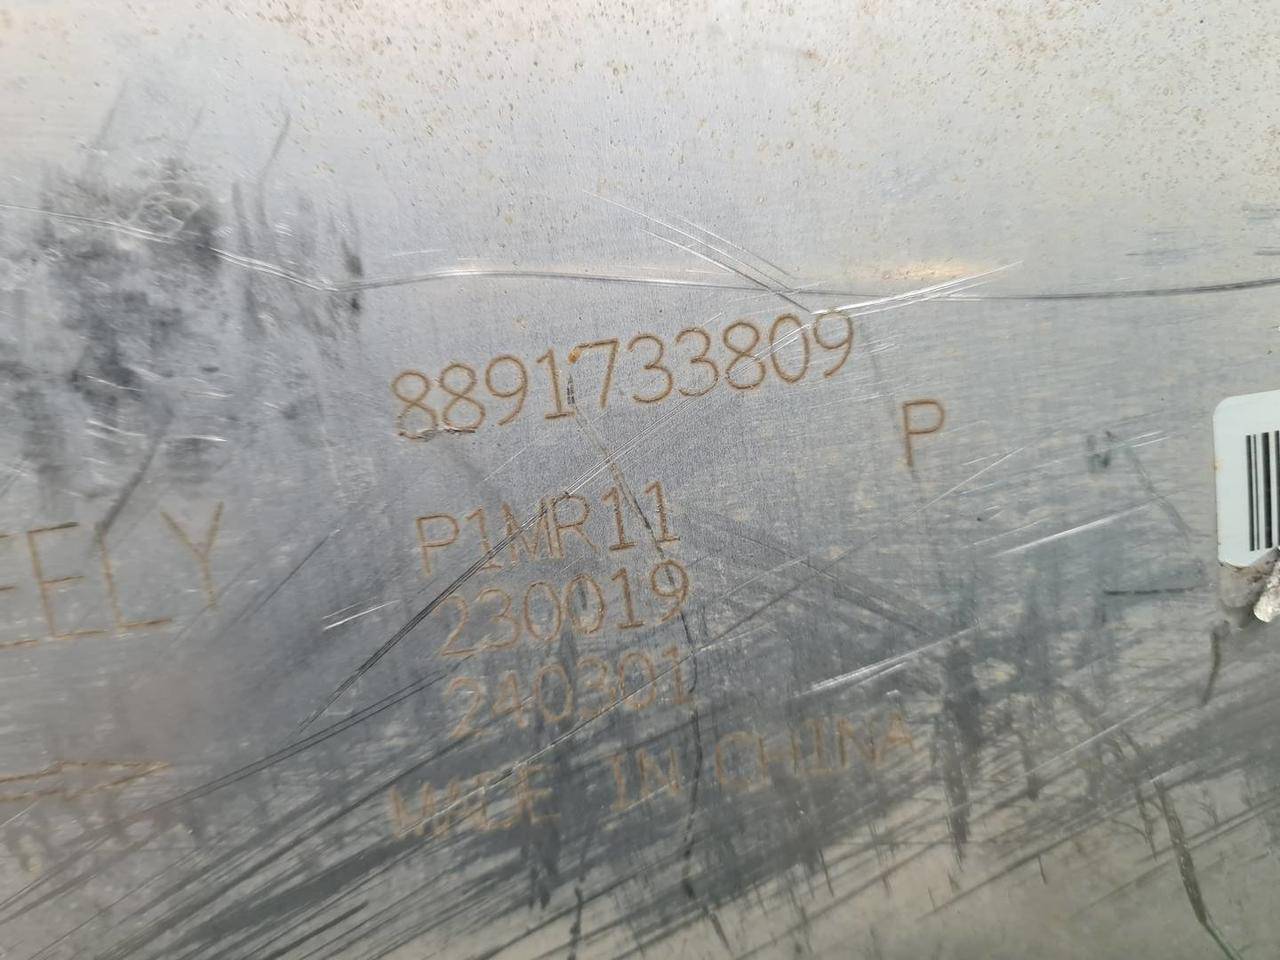 8891733809
P
EELY
P1MR11
230019
240301
MADE IN CHINA